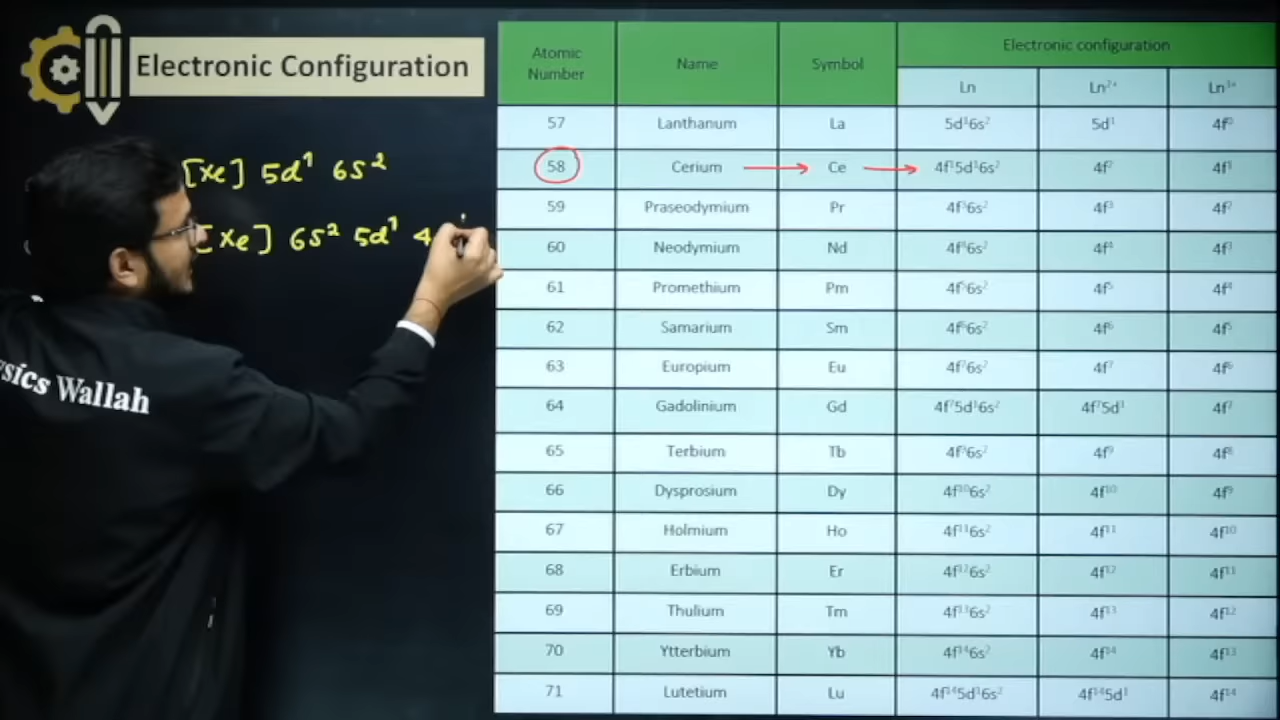 Electronic Configuration
[Xe] 5d¹ 6s²
[Xe] 6s² 5d¹ 4
sics Wallah
Atomic Number Name Symbol Electronic configuration
Ln Ln²⁺ Ln³⁺
57 Lanthanum La 5d¹6s² 5d¹ 4f⁰
58 Cerium Ce 4f¹5d¹6s² 4f² 4f¹
59 Praseodymium Pr 4f³6s² 4f³ 4f²
60 Neodymium Nd 4f⁴6s² 4f⁴ 4f³
61 Promethium Pm 4f⁵6s² 4f⁵ 4f⁴
62 Samarium Sm 4f⁶6s² 4f⁶ 4f⁵
63 Europium Eu 4f⁷6s² 4f⁷ 4f⁶
64 Gadolinium Gd 4f⁷5d¹6s² 4f⁷5d¹ 4f⁷
65 Terbium Tb 4f⁹6s² 4f⁹ 4f⁸
66 Dysprosium Dy 4f¹⁰6s² 4f¹⁰ 4f⁹
67 Holmium Ho 4f¹¹6s² 4f¹¹ 4f¹⁰
68 Erbium Er 4f¹²6s² 4f¹² 4f¹¹
69 Thulium Tm 4f¹³6s² 4f¹³ 4f¹²
70 Ytterbium Yb 4f¹⁴6s² 4f¹⁴ 4f¹³
71 Lutetium Lu 4f¹⁴5d¹6s² 4f¹⁴5d¹ 4f¹⁴